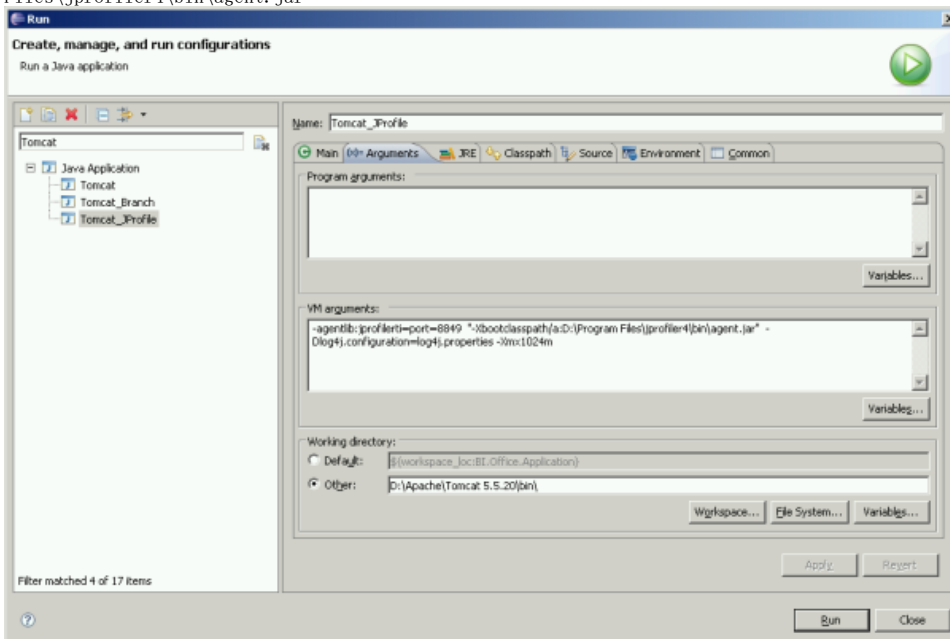 Files\jprofiler4\bin\agent.jar
Run
Create, manage, and run configurations
Run a Java application
Tomcat
Java Application
Tomcat
Tomcat_Branch
Tomcat_JProfile
Filter matched 4 of 17 items
Name: Tomcat_JProfile
Main (x)= Arguments JRE Classpath Source Environment Common
Program arguments:
Variables...
VM arguments:
-agentlib:jprofilerti=port=8849 "-Xbootclasspath/a:D:\Program Files\jprofiler4\bin\agent.jar" -
Dlog4j.configuration=log4j.properties -Xmx1024m
Variables...
Working directory:
Default: ${workspace_loc:BI.Office.Application}
Other: D:\Apache\Tomcat 5.5.20\bin\
Workspace... File System... Variables...
Apply Revert
Run Close